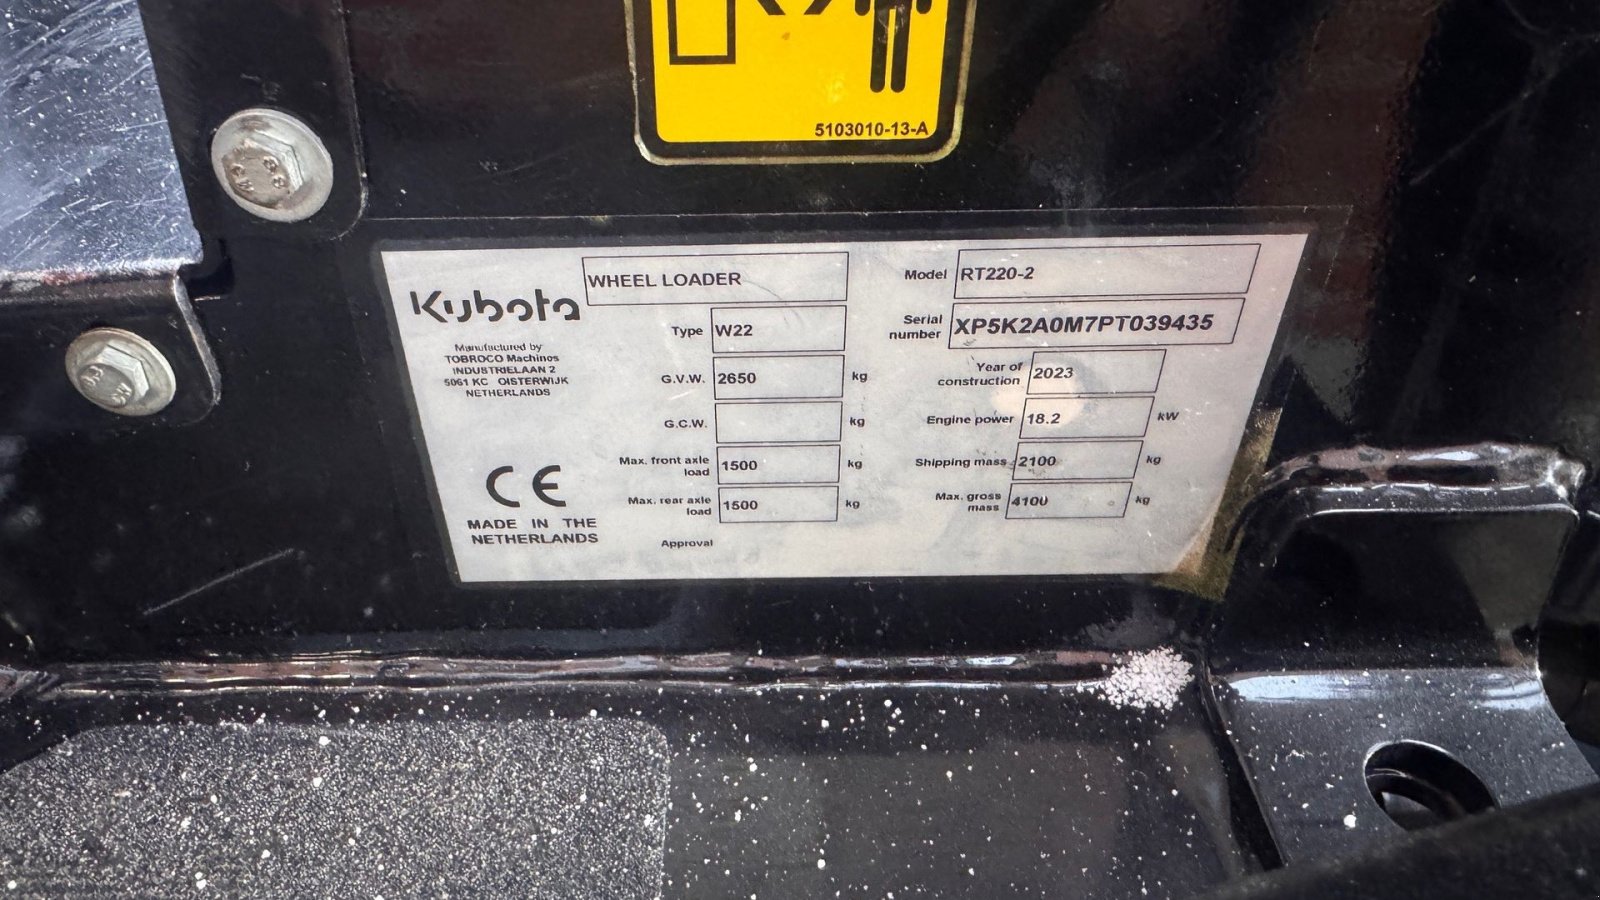 5103010-13-A
Kubota
WHEEL LOADER
Manufactured by
TOBROCO Machines
INDUSTRIELAAN 2
5061 KC OISTERWIJK
NETHERLANDS
CE
MADE IN THE
NETHERLANDS
Type W22
G.V.W. 2650 kg
G.C.W. kg
Max. front axle
load 1500 kg
Max. rear axle
load 1500 kg
Approval
Model RT220-2
Serial
number XP5K2A0M7PT039435
Year of
construction 2023
Engine power 18.2 kW
Shipping mass 2100 kg
Max. gross
mass 4100 kg